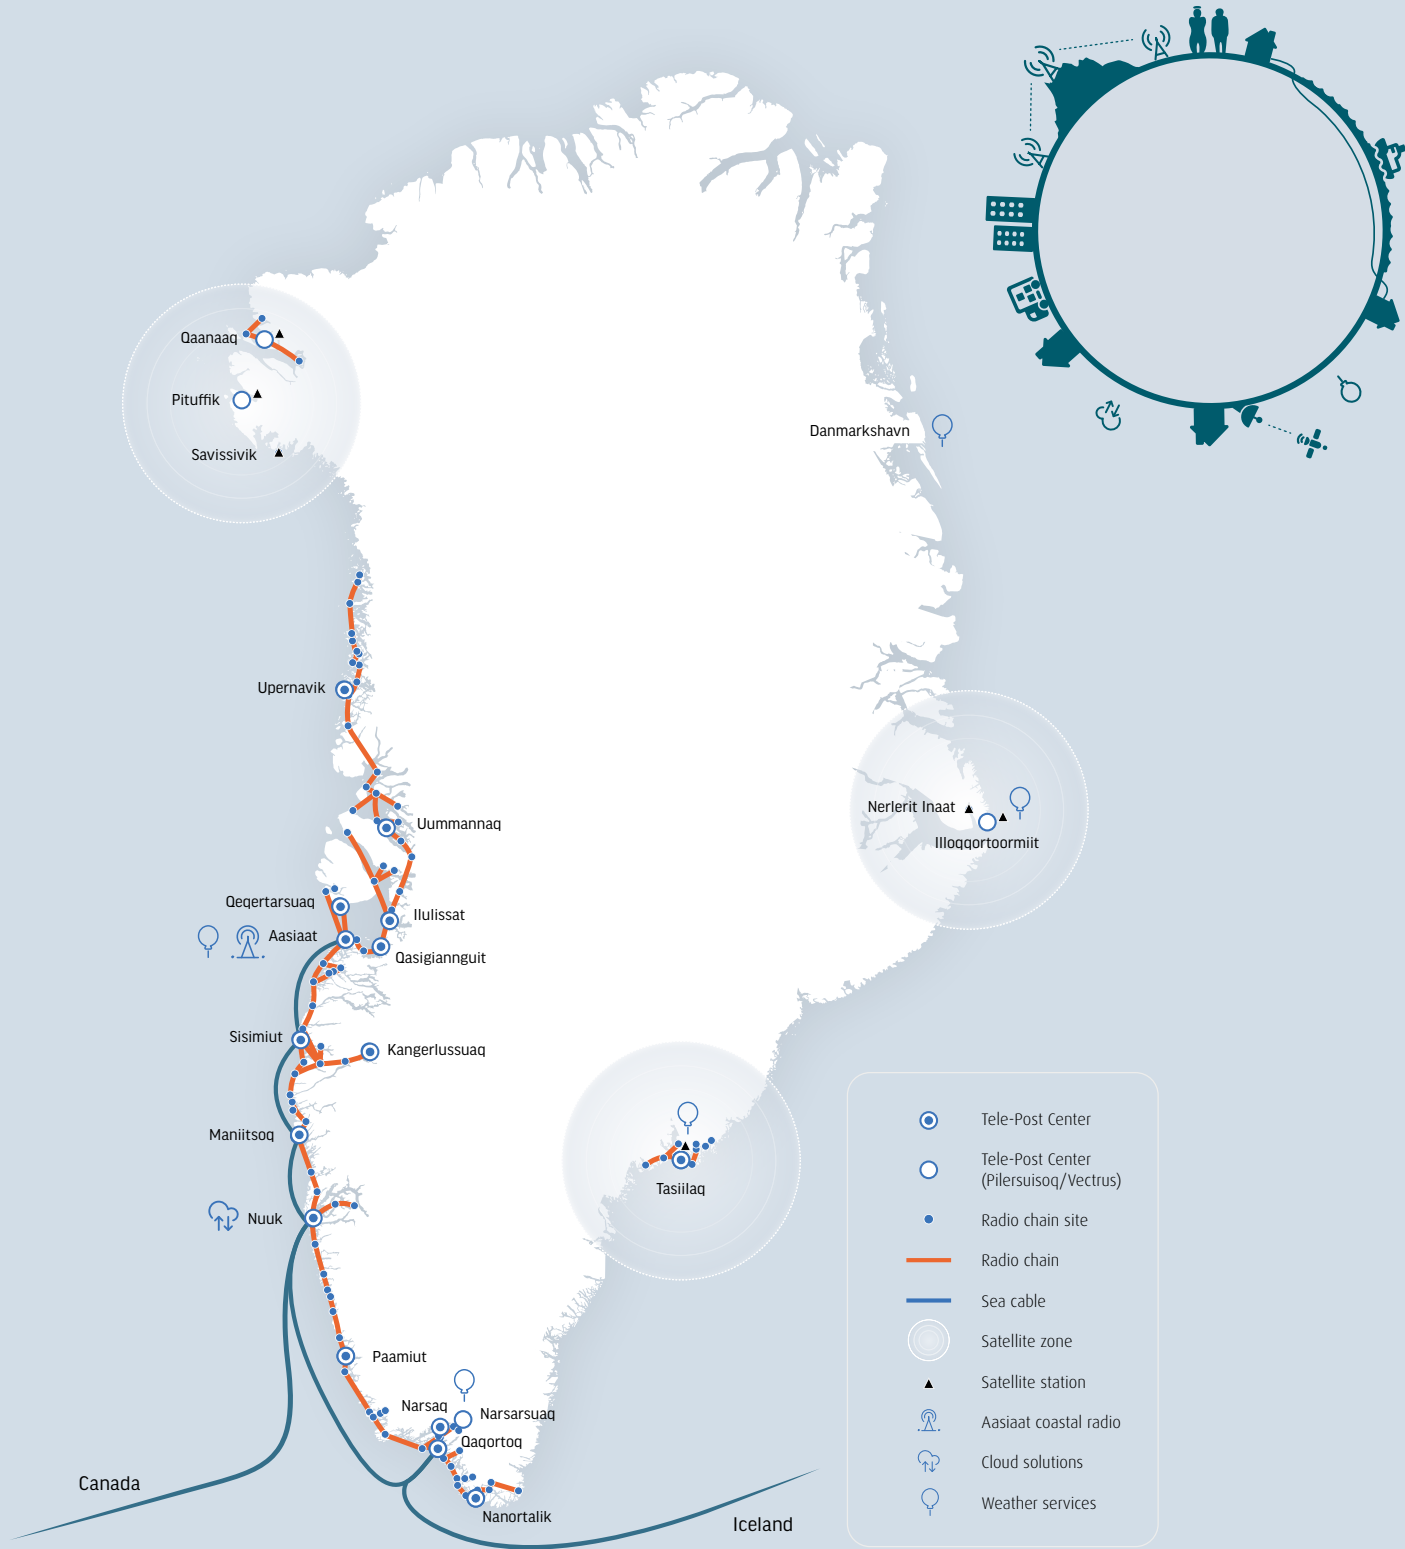 Qaanaaq
Pituffik
Savissivik
Danmarkshavn
Upernavik
Nerlerit Inaat
Uummannaq
Illoqqortoormiit
Qeqertarsuaq
Ilulissat
Aasiaat
Qasigiannguit
Sisimiut
Kangerlussuaq
Maniitsoq
Tasiilaq
Nuuk
Paamiut
Narsaq
Narsarsuaq
Qaqortoq
Nanortalik
Canada
Iceland
Tele-Post Center
Tele-Post Center
(Pilersuisoq/Vectrus)
Radio chain site
Radio chain
Sea cable
Satellite zone
Satellite station
Aasiaat coastal radio
Cloud solutions
Weather services